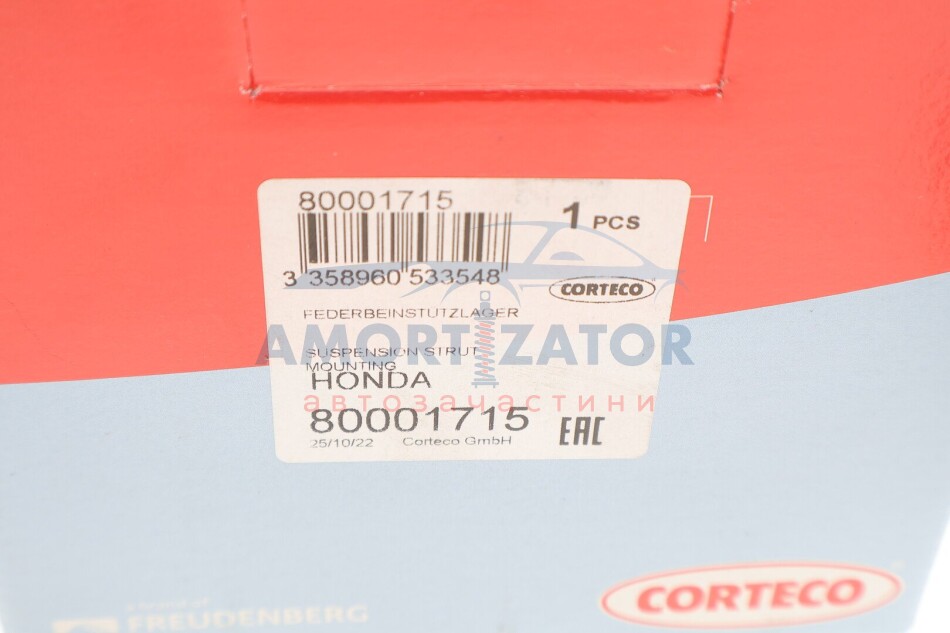 80001715
1 PCS
3 358960 533548
CORTECO
FEDERBEINSTUTZLAGER
AMORTIZATOR
SUSPENSION STRUT
MOUNTING
HONDA
автозапчастини
80001715
EAC
25/10/22 Corteco GmbH
CORTECO
FREUDENBERG